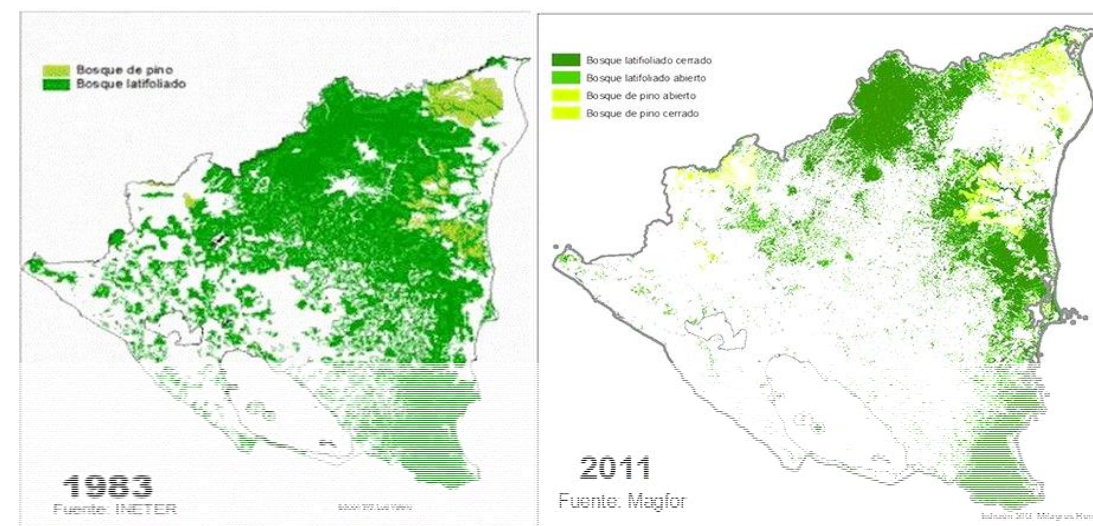 Bosque de pino
Bosque latifoliado
1983
Fuente: INETER
Bosque latifioliado cerrado
Bosque latifoliado abierto
Bosque de pino abierto
Bosque de pino cerrado
2011
Fuente: Magfor